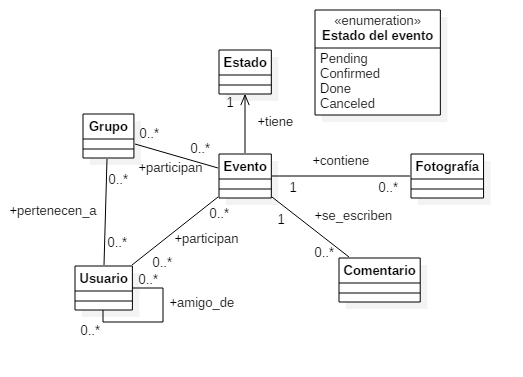 «enumeration»
Estado del evento
Pending
Confirmed
Done
Canceled
Estado
1
+tiene
Grupo
0..*
0..*
+participan
Evento
+contiene
1
0..*
Fotografía
0..*
+pertenecen_a
0..*
0..*
+participan
0..*
1
+se_escriben
0..*
Comentario
Usuario
0..*
+amigo_de
0..*